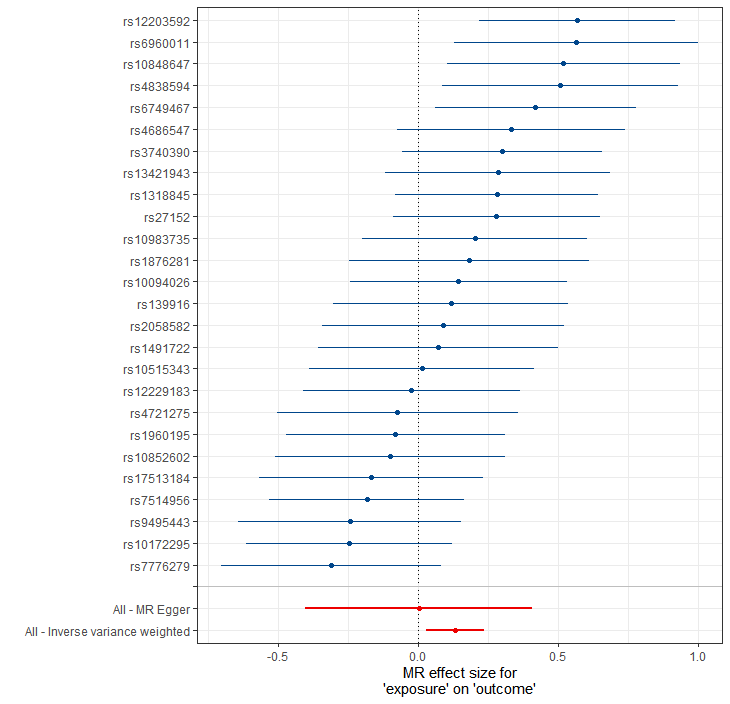 rs12203592
rs6960011
rs10848647
rs4838594
rs6749467
rs4686547
rs3740390
rs13421943
rs1318845
rs27152
rs10983735
rs1876281
rs10094026
rs139916
rs2058582
rs1491722
rs10515343
rs12229183
rs4721275
rs1960195
rs10852602
rs17513184
rs7514956
rs9495443
rs10172295
rs7776279
All - MR Egger
All - Inverse variance weighted
-0.5 0.0 0.5 1.0
MR effect size for
'exposure' on 'outcome'